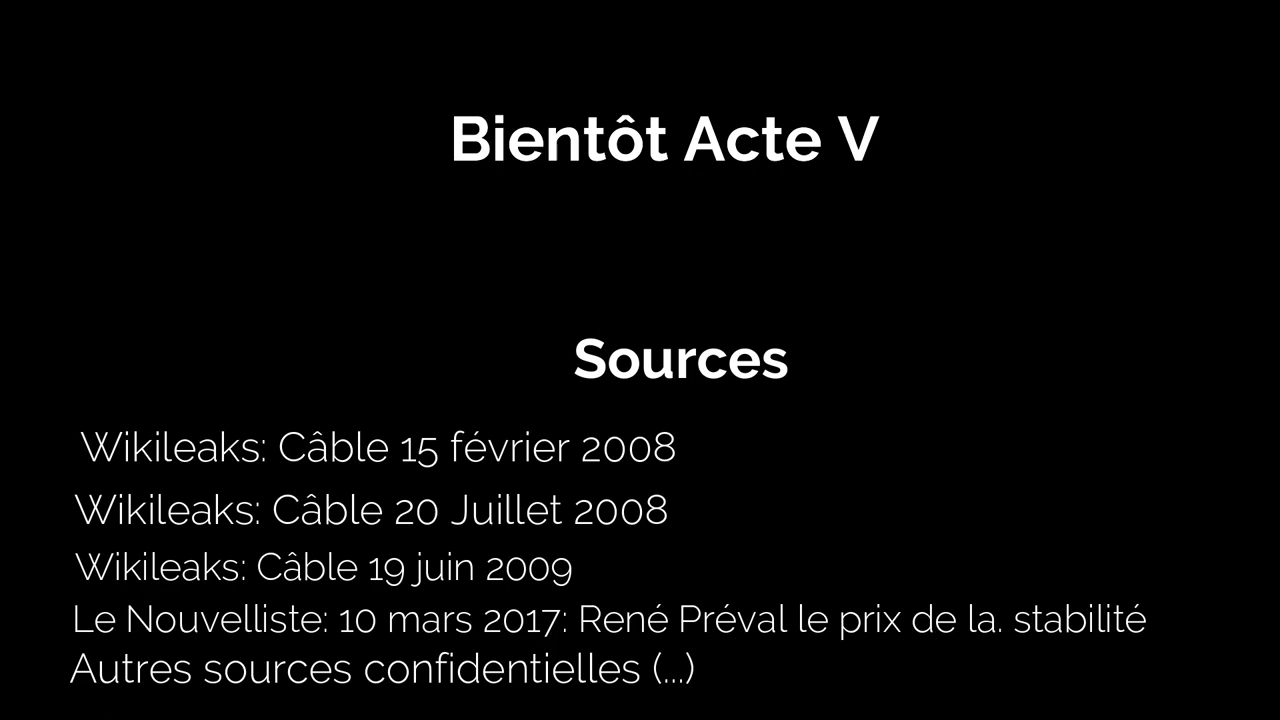 Bientôt Acte V
Sources
Wikileaks: Câble 15 février 2008
Wikileaks: Câble 20 Juillet 2008
Wikileaks: Câble 19 juin 2009
Le Nouvelliste: 10 mars 2017: René Préval le prix de la. stabilité
Autres sources confidentielles (...)